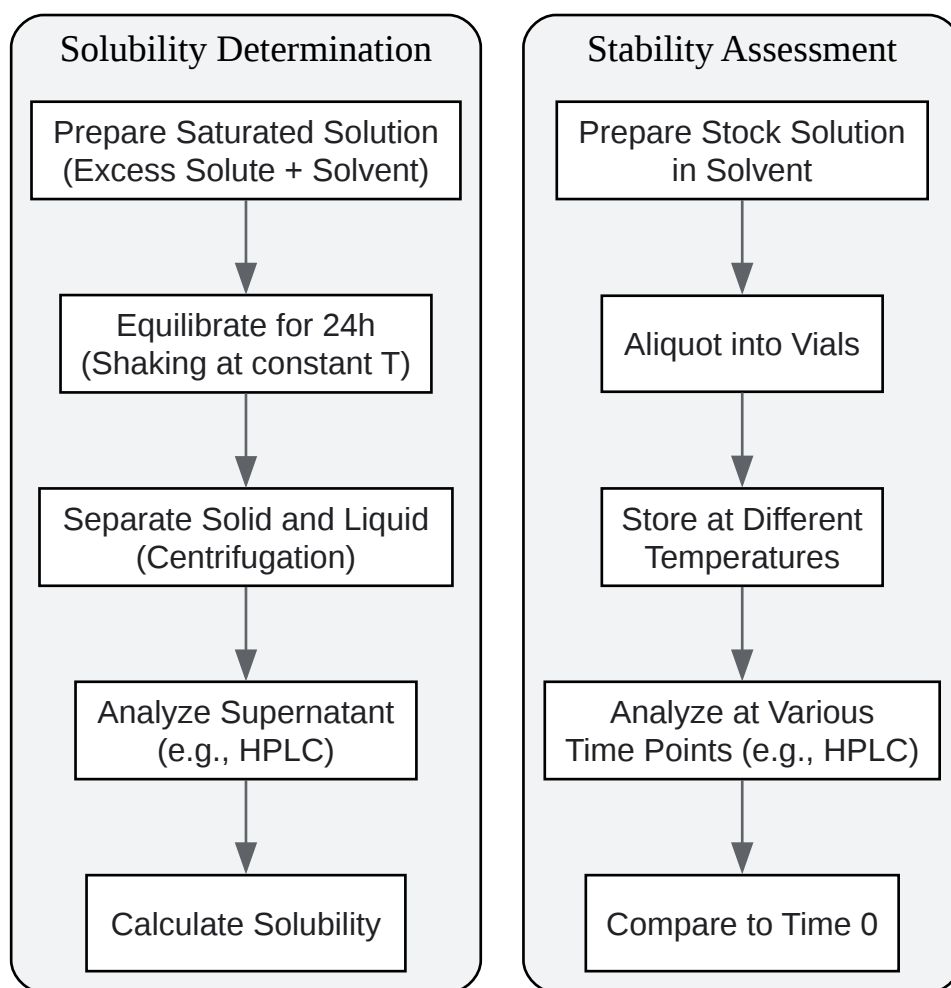 Solubility Determination
Prepare Saturated Solution
(Excess Solute + Solvent)
Equilibrate for 24h
(Shaking at constant T)
Separate Solid and Liquid
(Centrifugation)
Analyze Supernatant
(e.g., HPLC)
Calculate Solubility
Stability Assessment
Prepare Stock Solution
in Solvent
Aliquot into Vials
Store at Different
Temperatures
Analyze at Various
Time Points (e.g., HPLC)
Compare to Time 0